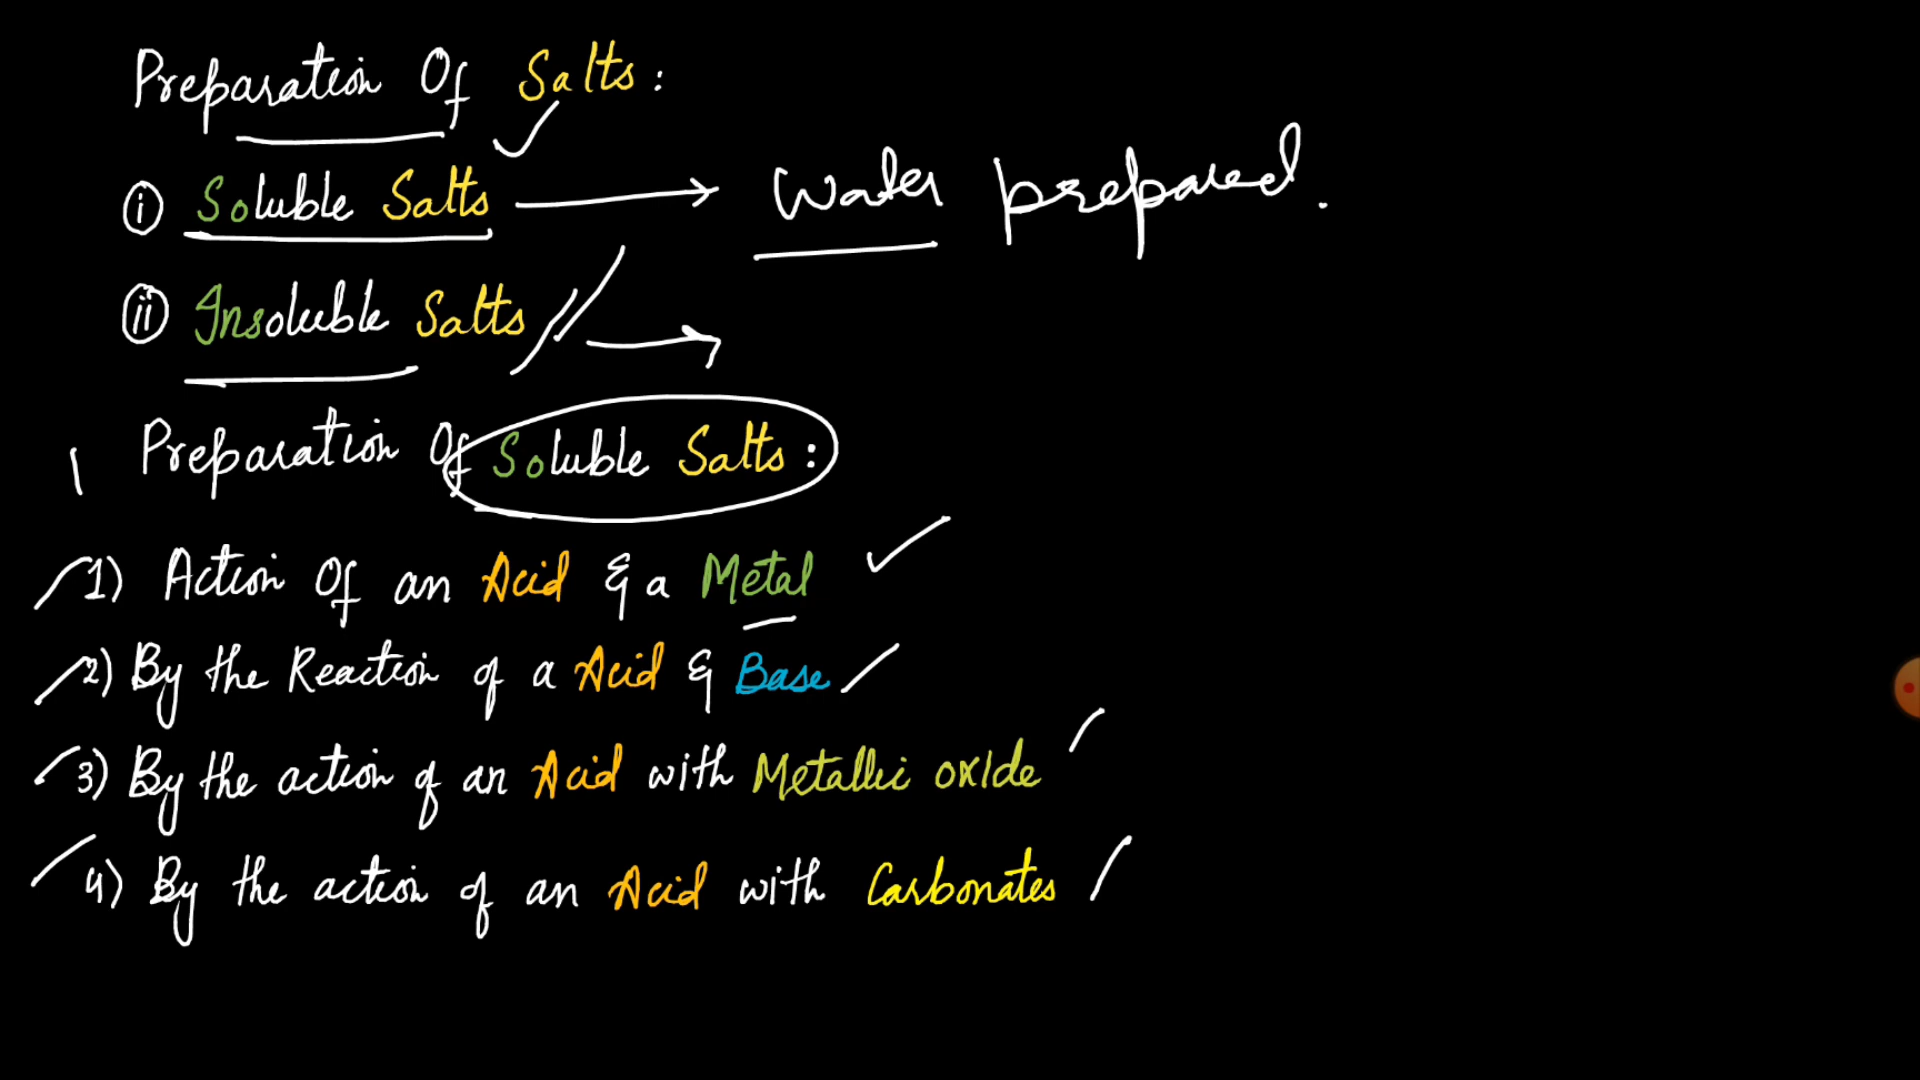 Preparation Of Salts:
(i) Soluble Salts → Water prepared.
(ii) Insoluble Salts →
Preparation Of Soluble Salts:
1) Action Of an Acid & a Metal
2) By the Reaction of a Acid & Base
3) By the action of an Acid with Metallic oxide
4) By the action of an Acid with Carbonates